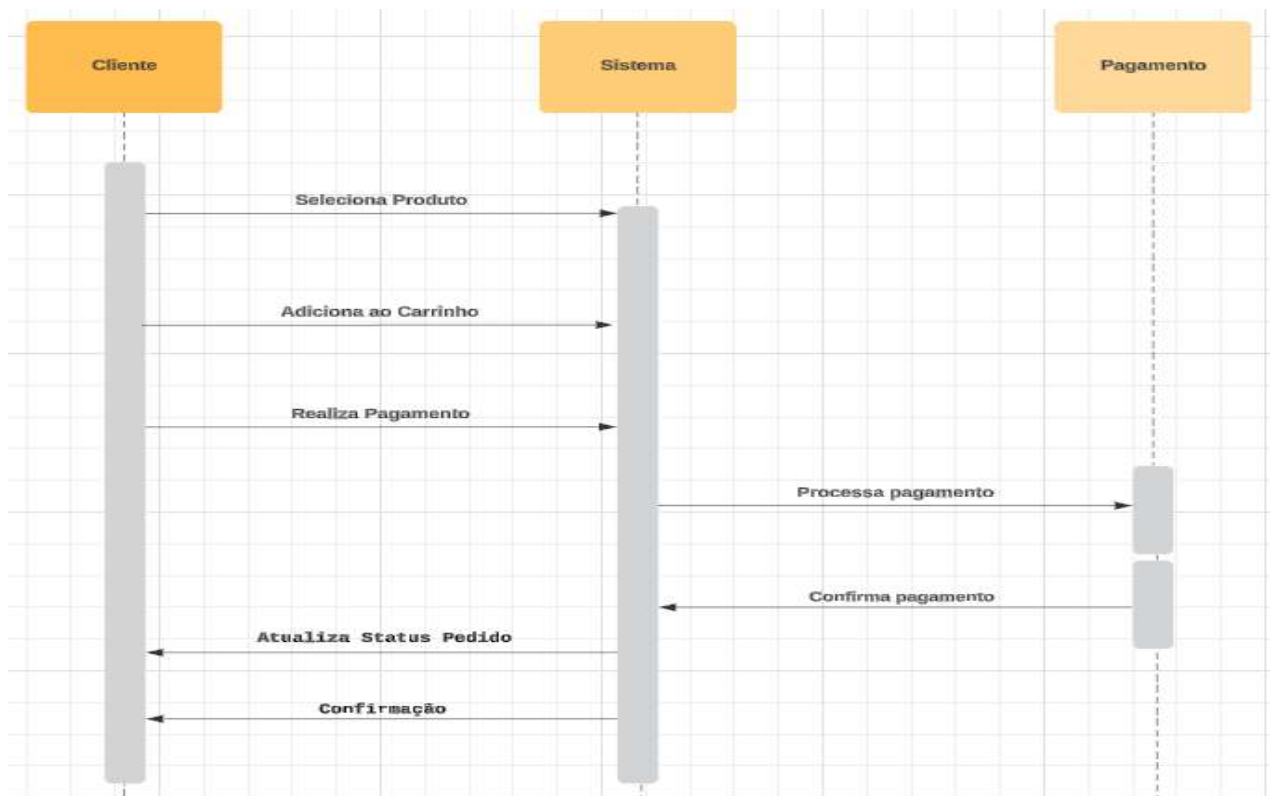 Cliente
Sistema
Pagamento
Seleciona Produto
Adiciona ao Carrinho
Realiza Pagamento
Processa pagamento
Confirma pagamento
Atualiza Status Pedido
Confirmação